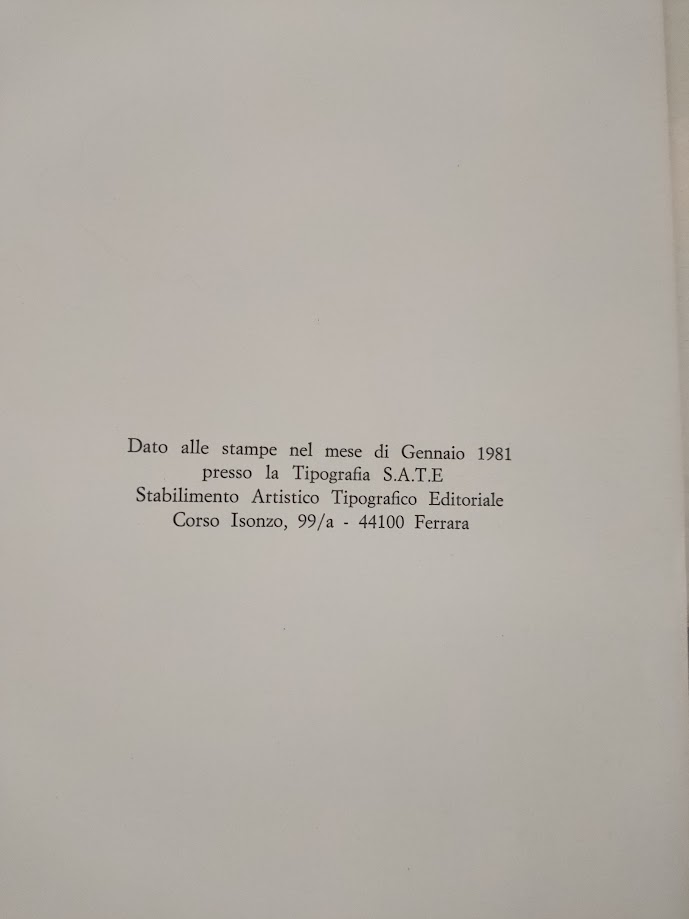 Dato alle stampe nel mese di Gennaio 1981
presso la Tipografia S.A.T.E
Stabilimento Artistico Tipografico Editoriale
Corso Isonzo, 99/a - 44100 Ferrara